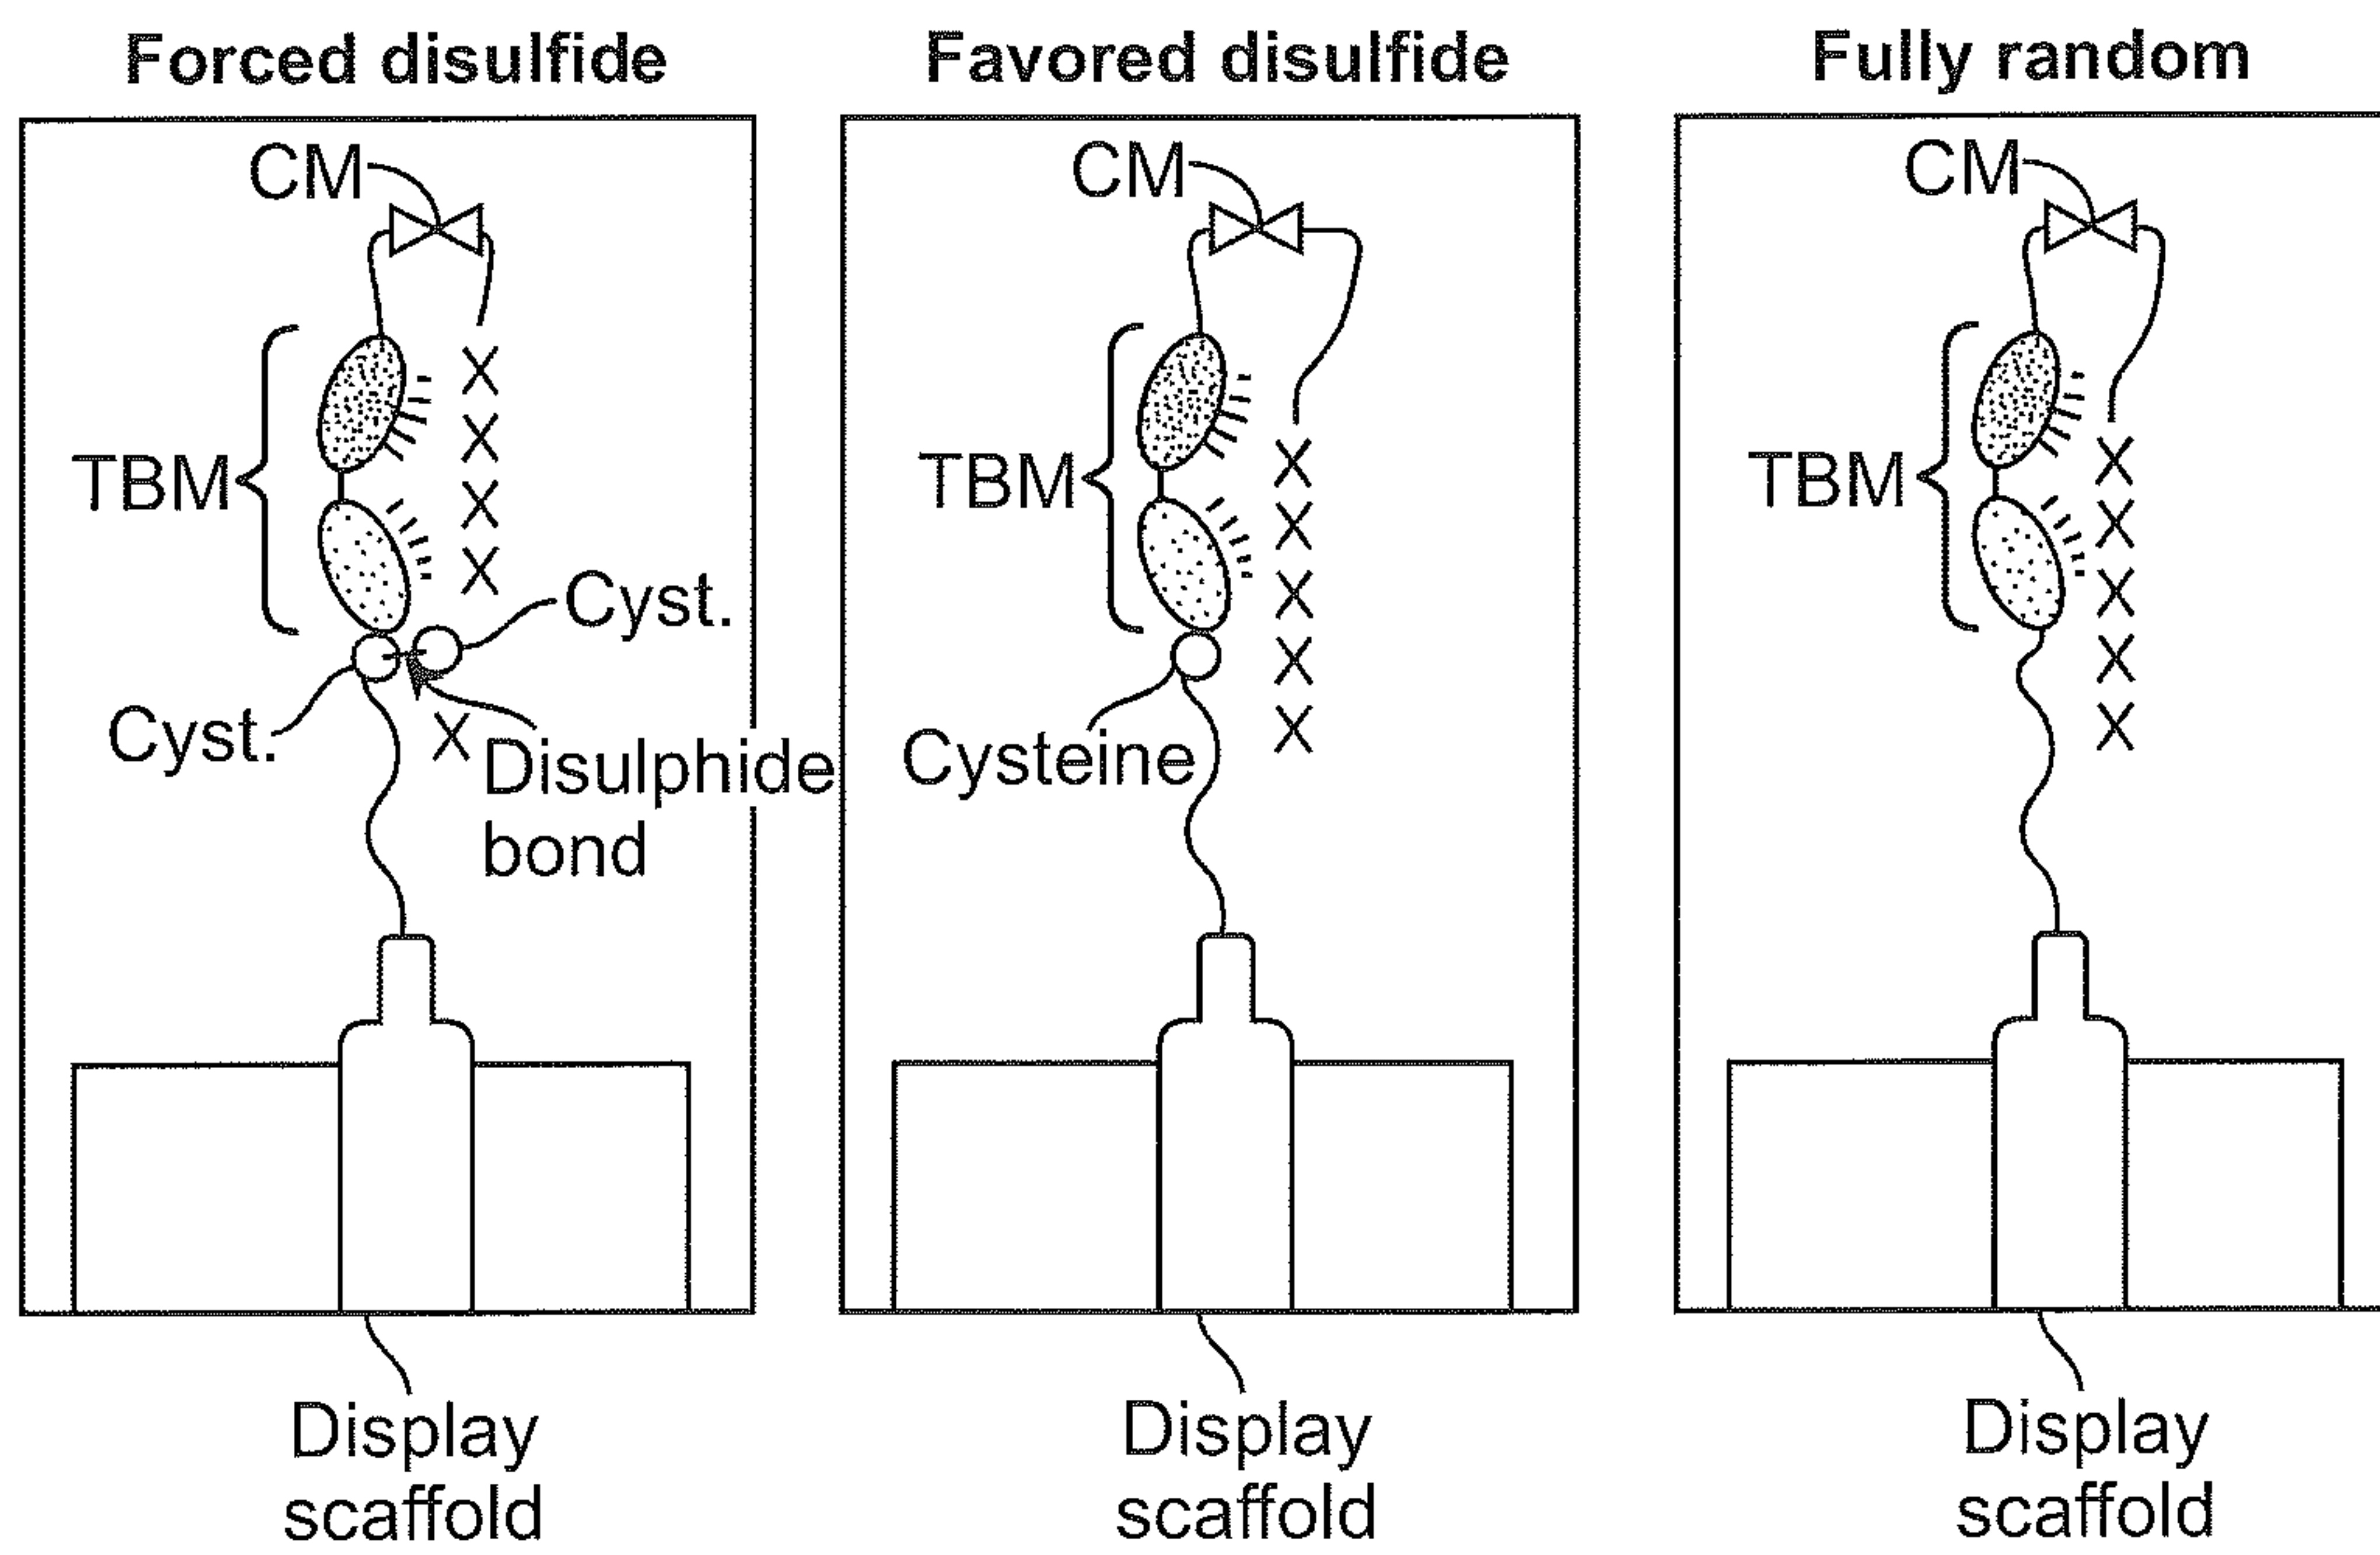 Forced disulfide
CM
X
X
X
X
TBM
Cyst.
Cyst.
X
Disulphide
bond
Display
scaffold
Favored disulfide
CM
TBM
X
X
X
X
X
Cysteine
Display
scaffold
Fully random
CM
TBM
X
X
X
X
X
Display
scaffold